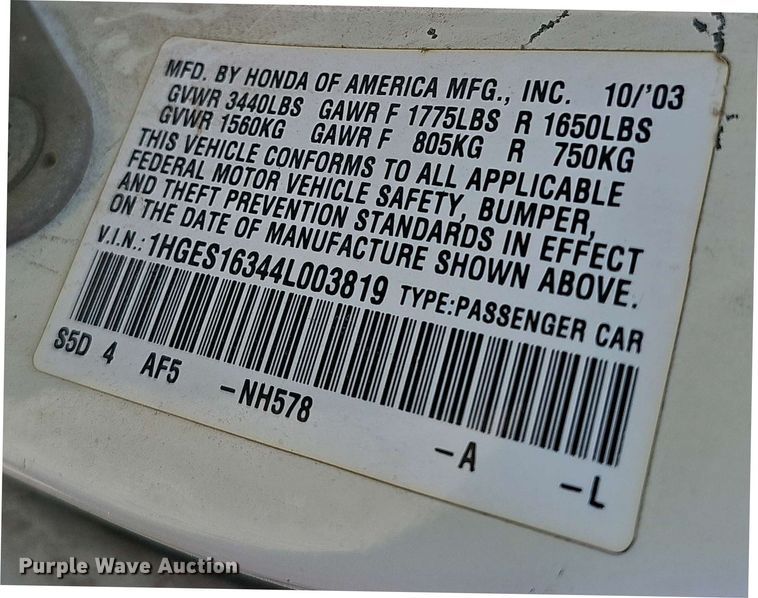 MFD. BY HONDA OF AMERICA MFG., INC. 10/'03
GVWR 3440LBS GAWR F 1775LBS R 1650LBS
GVWR 1560KG GAWR F 805KG R 750KG
THIS VEHICLE CONFORMS TO ALL APPLICABLE
FEDERAL MOTOR VEHICLE SAFETY, BUMPER,
AND THEFT PREVENTION STANDARDS IN EFFECT
ON THE DATE OF MANUFACTURE SHOWN ABOVE.
V.I.N.: 1HGES16344L003819 TYPE:PASSENGER CAR
S5D 4 AF5 -NH578 -A -L
Purple Wave Auction